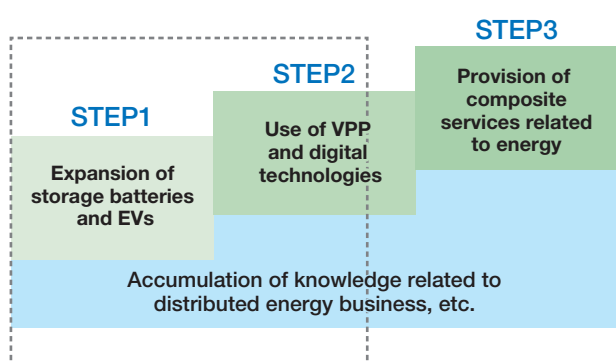 STEP1
Expansion of
storage batteries
and EVs
STEP2
Use of VPP
and digital
technologies
STEP3
Provision of
composite
services related
to energy
Accumulation of knowledge related to
distributed energy business, etc.